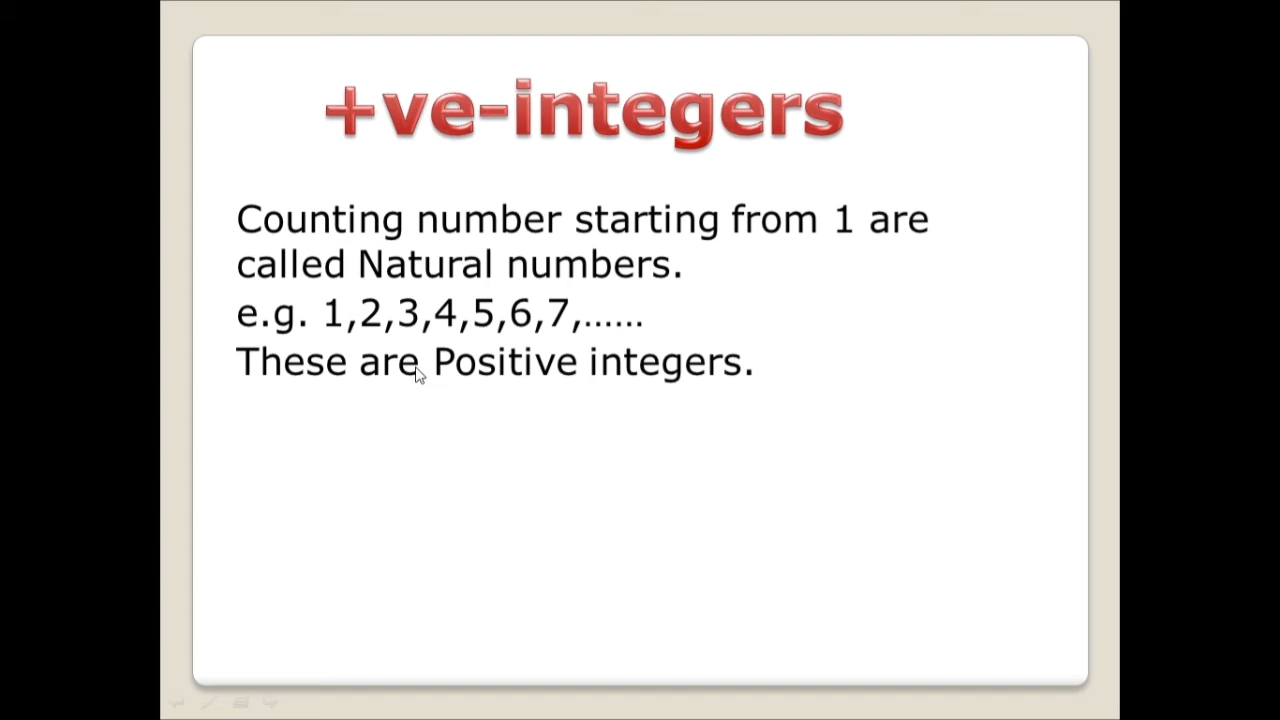 +ve-integers
Counting number starting from 1 are
called Natural numbers.
e.g. 1,2,3,4,5,6,7,......
These are Positive integers.